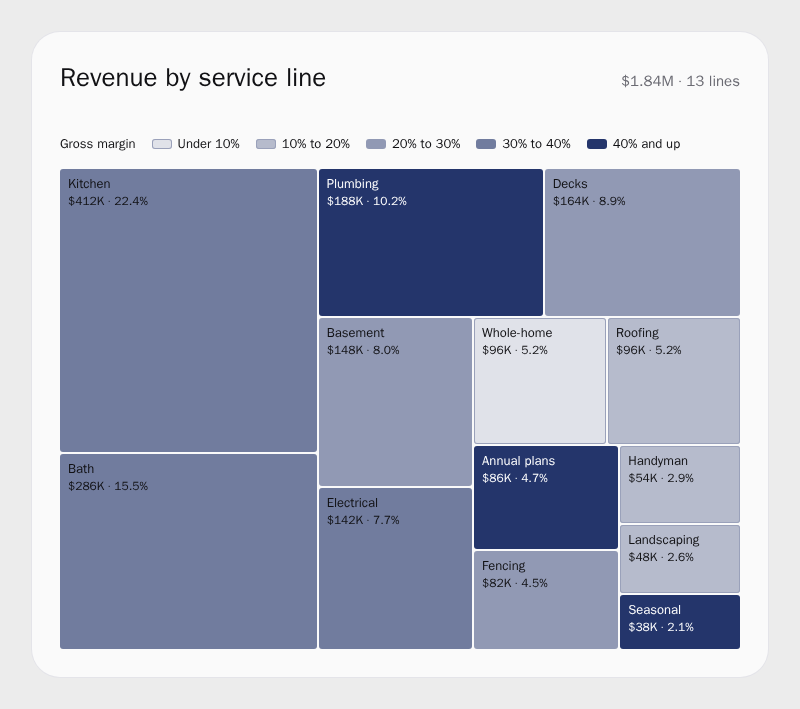 Revenue by service line
$1.84M · 13 lines
Gross margin
Under 10%
10% to 20%
20% to 30%
30% to 40%
40% and up
Kitchen
$412K · 22.4%
Plumbing
$188K · 10.2%
Decks
$164K · 8.9%
Basement
$148K · 8.0%
Whole-home
$96K · 5.2%
Roofing
$96K · 5.2%
Bath
$286K · 15.5%
Electrical
$142K · 7.7%
Annual plans
$86K · 4.7%
Handyman
$54K · 2.9%
Landscaping
$48K · 2.6%
Fencing
$82K · 4.5%
Seasonal
$38K · 2.1%